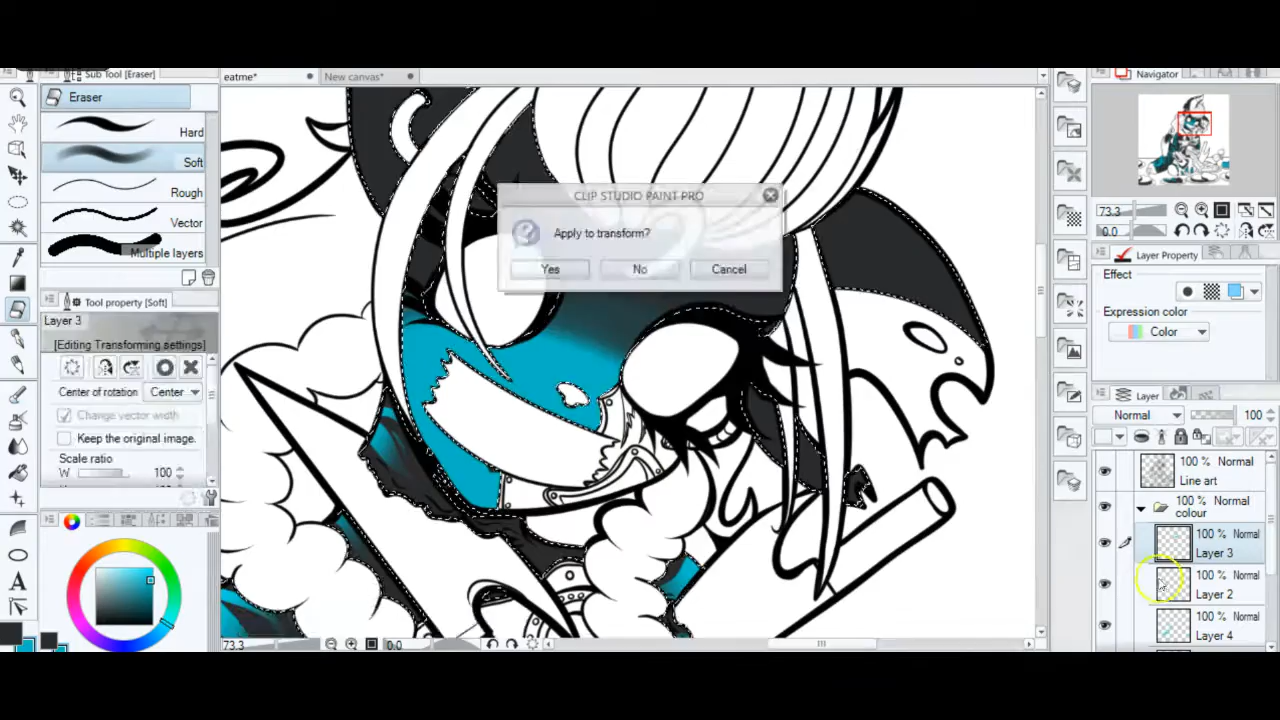 Sub Tool [Eraser]
eatme*
New canvas*
Navigator
Eraser
Hard
Soft
Rough
Vector
Multiple layers
CLIP STUDIO PAINT PRO
Apply to transform?
Yes
No
Cancel
73.3
0.0
Layer Property
Effect
Expression color
Color
Tool property [Soft]
Layer 3
[Editing Transforming settings]
Center of rotation
Center
Change vector width
Keep the original image.
Scale ratio
W
100
Layer
Normal
100
100 % Normal
Line art
100 % Normal
colour
100 % Normal
Layer 3
100 % Normal
Layer 2
100 % Normal
Layer 4
73.3
0.0